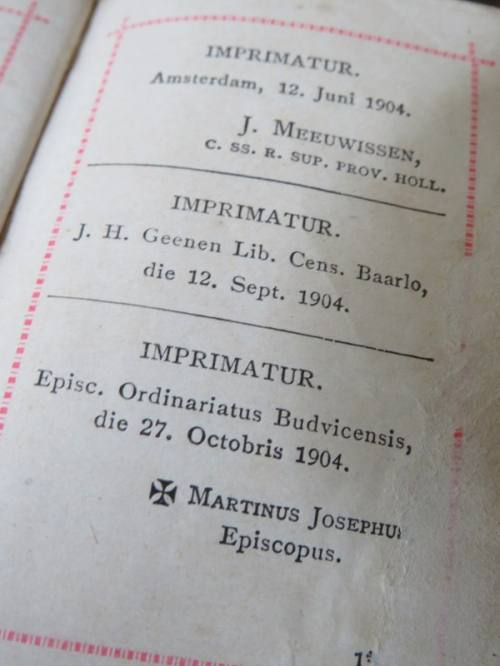 IMPRIMATUR.
Amsterdam, 12. Juni 1904.
J. MEEUWISSEN,
C. SS. R. SUP. PROV. HOLL.
IMPRIMATUR.
J. H. Geenen Lib. Cens. Baarlo,
die 12. Sept. 1904.
IMPRIMATUR.
Episc. Ordinariatus Budvicensis,
die 27. Octobris 1904.
✠ MARTINUS JOSEPHUS
Episcopus.